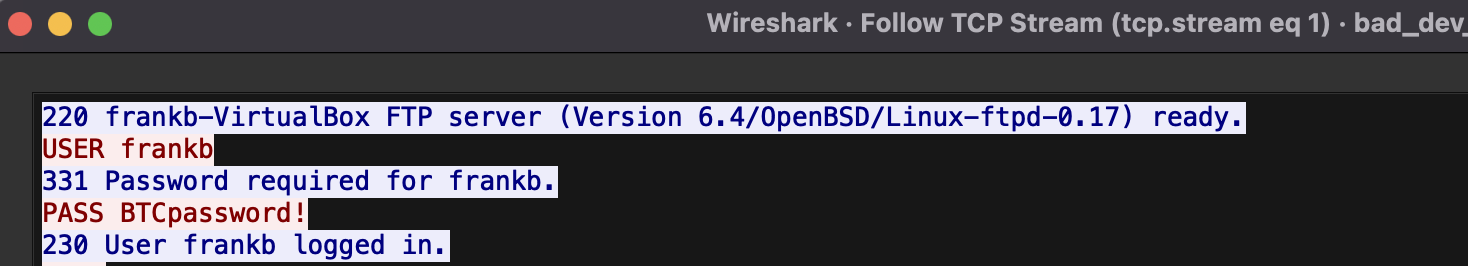 Wireshark · Follow TCP Stream (tcp.stream eq 1) · bad_dev_
220 frankb-VirtualBox FTP server (Version 6.4/OpenBSD/Linux-ftpd-0.17) ready.
USER frankb
331 Password required for frankb.
PASS BTCpassword!
230 User frankb logged in.